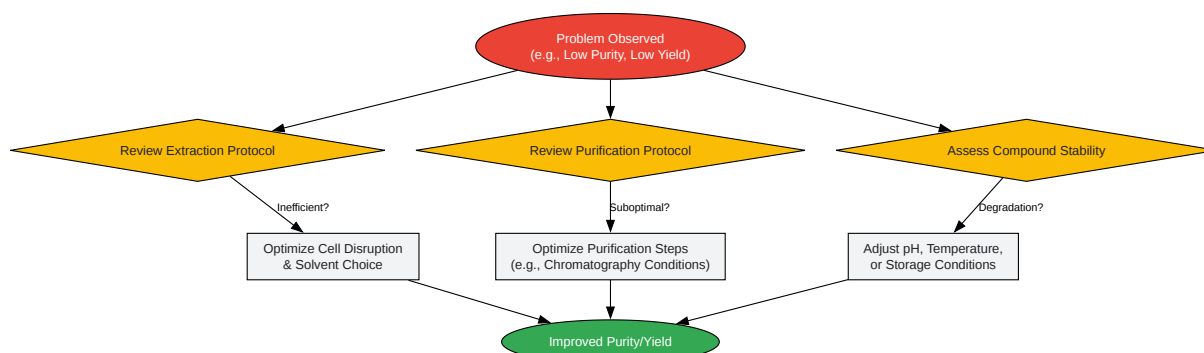 Problem Observed
(e.g., Low Purity, Low Yield)
Review Extraction Protocol
Review Purification Protocol
Assess Compound Stability
Inefficient?
Suboptimal?
Degradation?
Optimize Cell Disruption
& Solvent Choice
Optimize Purification Steps
(e.g., Chromatography Conditions)
Adjust pH, Temperature,
or Storage Conditions
Improved Purity/Yield